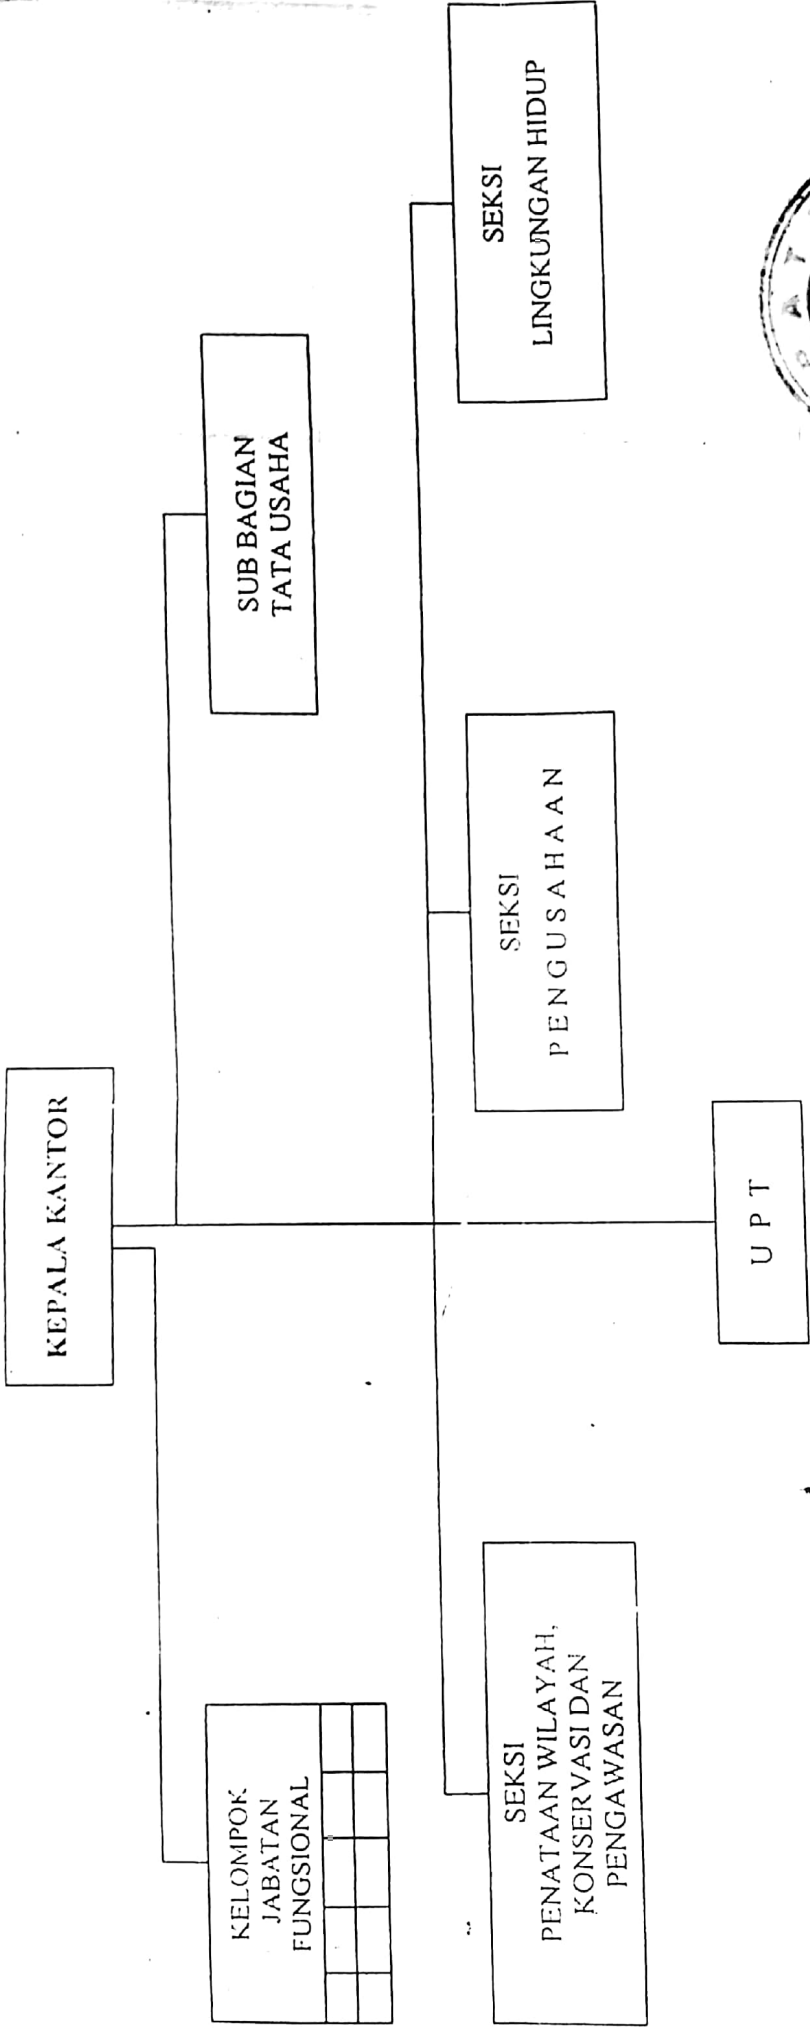 KEPALA KANTOR
KELOMPOK
JABATAN
FUNGSIONAL
SUB BAGIAN
TATA USAHA
SEKSI
PENATAAN WILAYAH,
KONSERVASI DAN
PENGAWASAN
SEKSI
PENGUSAHAAN
SEKSI
LINGKUNGAN HIDUP
U P T